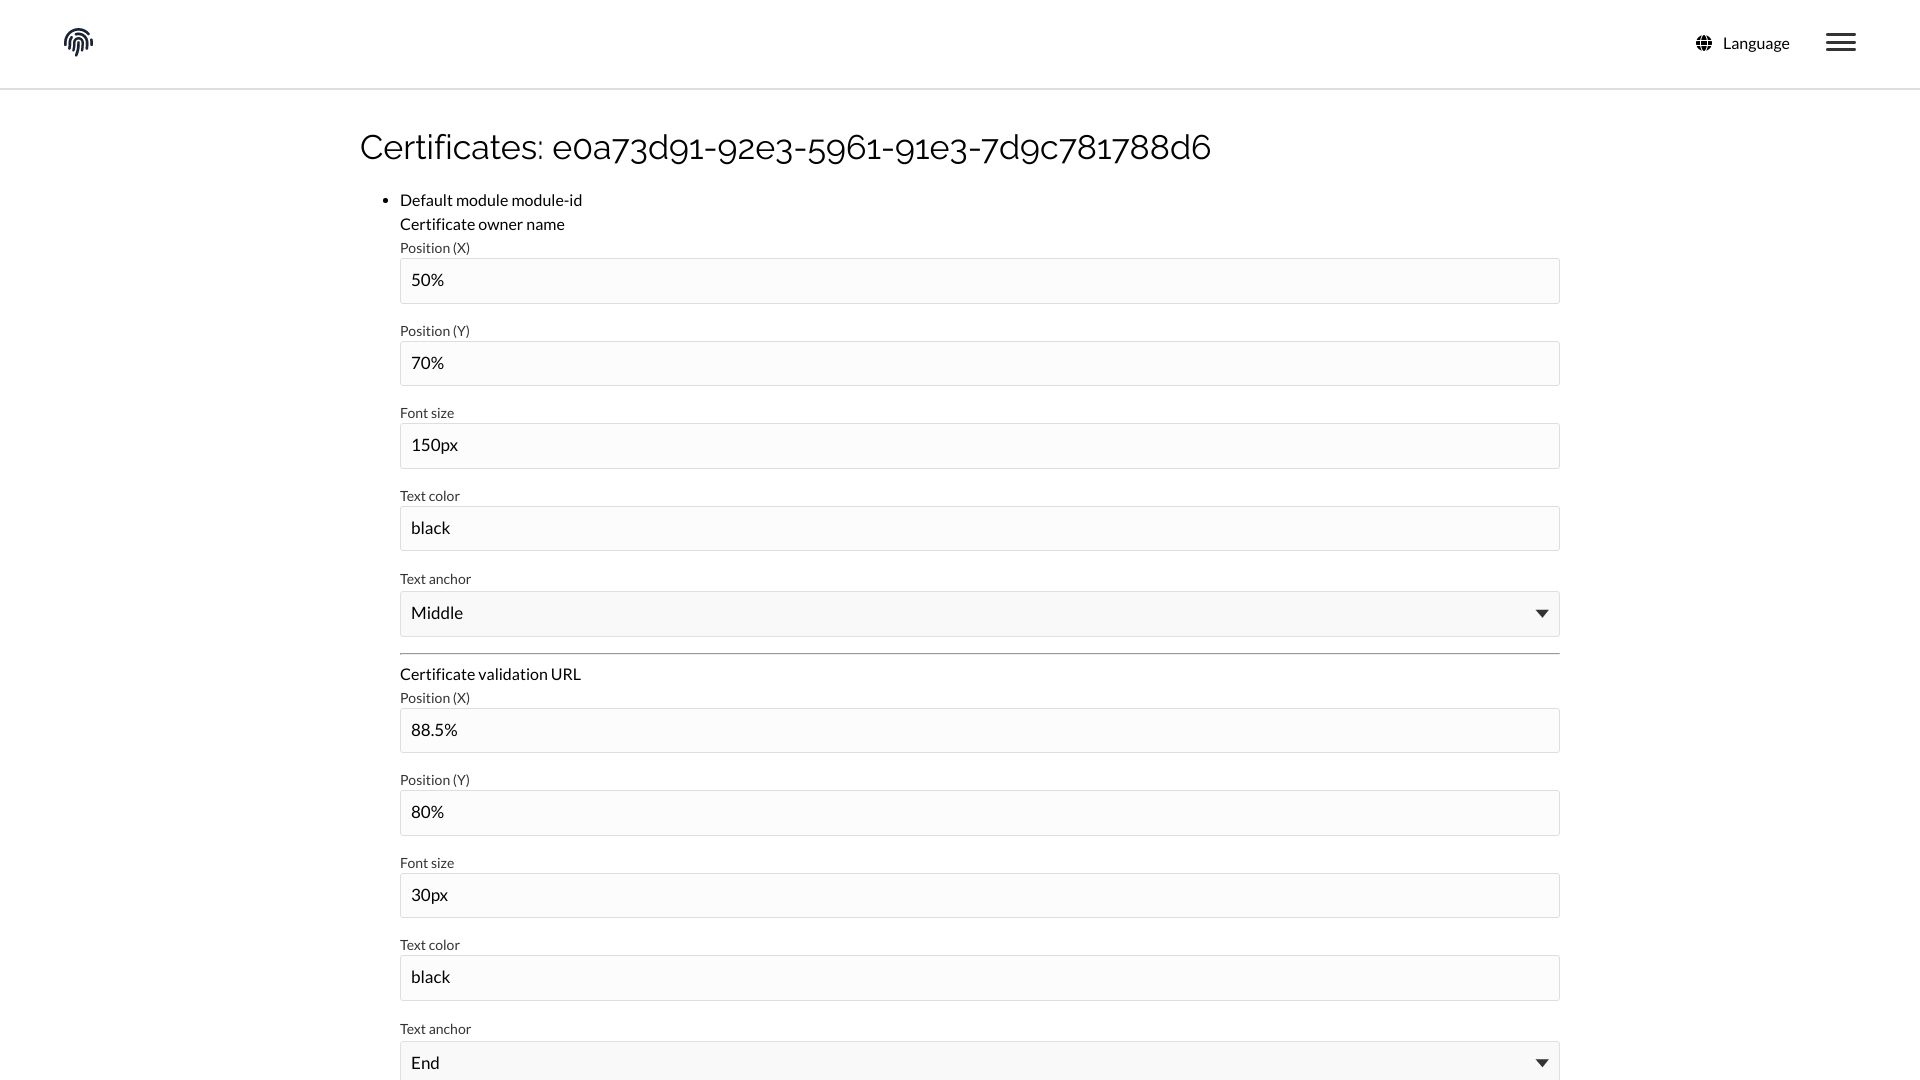 Language
Certificates: e0a73d91-92e3-5961-91e3-7d9c781788d6
Default module module-id
Certificate owner name
Position (X)
50%
Position (Y)
70%
Font size
150px
Text color
black
Text anchor
Middle
Certificate validation URL
Position (X)
88.5%
Position (Y)
80%
Font size
30px
Text color
black
Text anchor
End